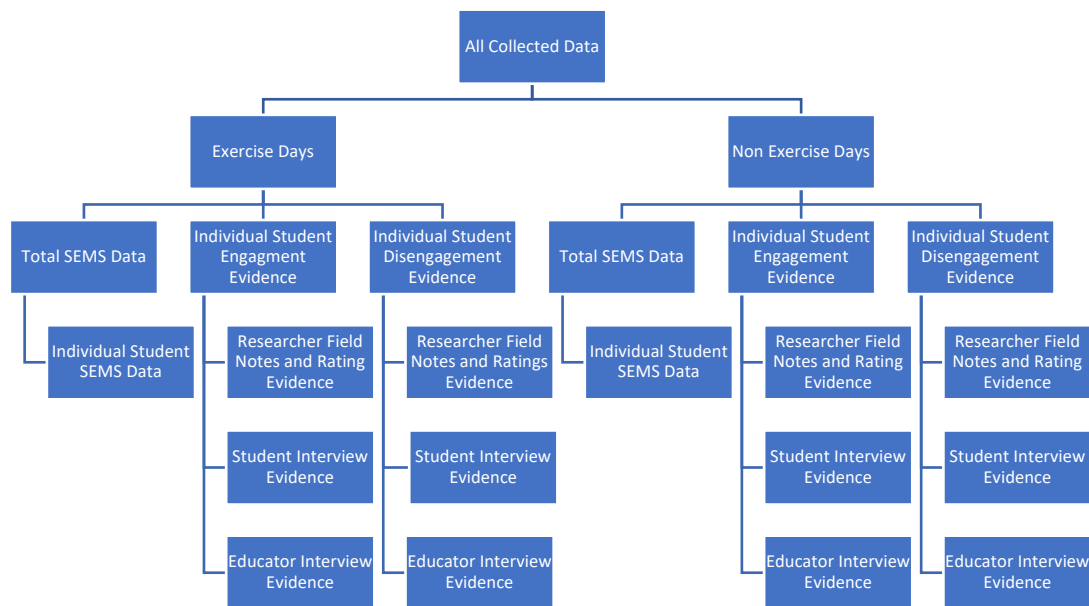 All Collected
Data
Exercise Days
Non Exercise Days
Total SEMS Data
Individual Student
Engagment
Evidence
Individual Student
Disengagement
Evidence
Total SEMS Data
Individual Student
Engagement
Evidence
Individual Student
Disengagement
Evidence
Individual Student
SEMS Data
Researcher Field
Notes and Rating
Evidence
Researcher Field
Notes and Ratings
Evidence
Individual Student
SEMS Data
Researcher Field
Notes and Rating
Evidence
Researcher Field
Notes and Rating
Evidence
Student Interview
Evidence
Student Interview
Evidence
Student Interview
Evidence
Student Interview
Evidence
Educator Interview
Evidence
Educator Interview
Evidence
Educator Interview
Evidence
Educator Interview
Evidence